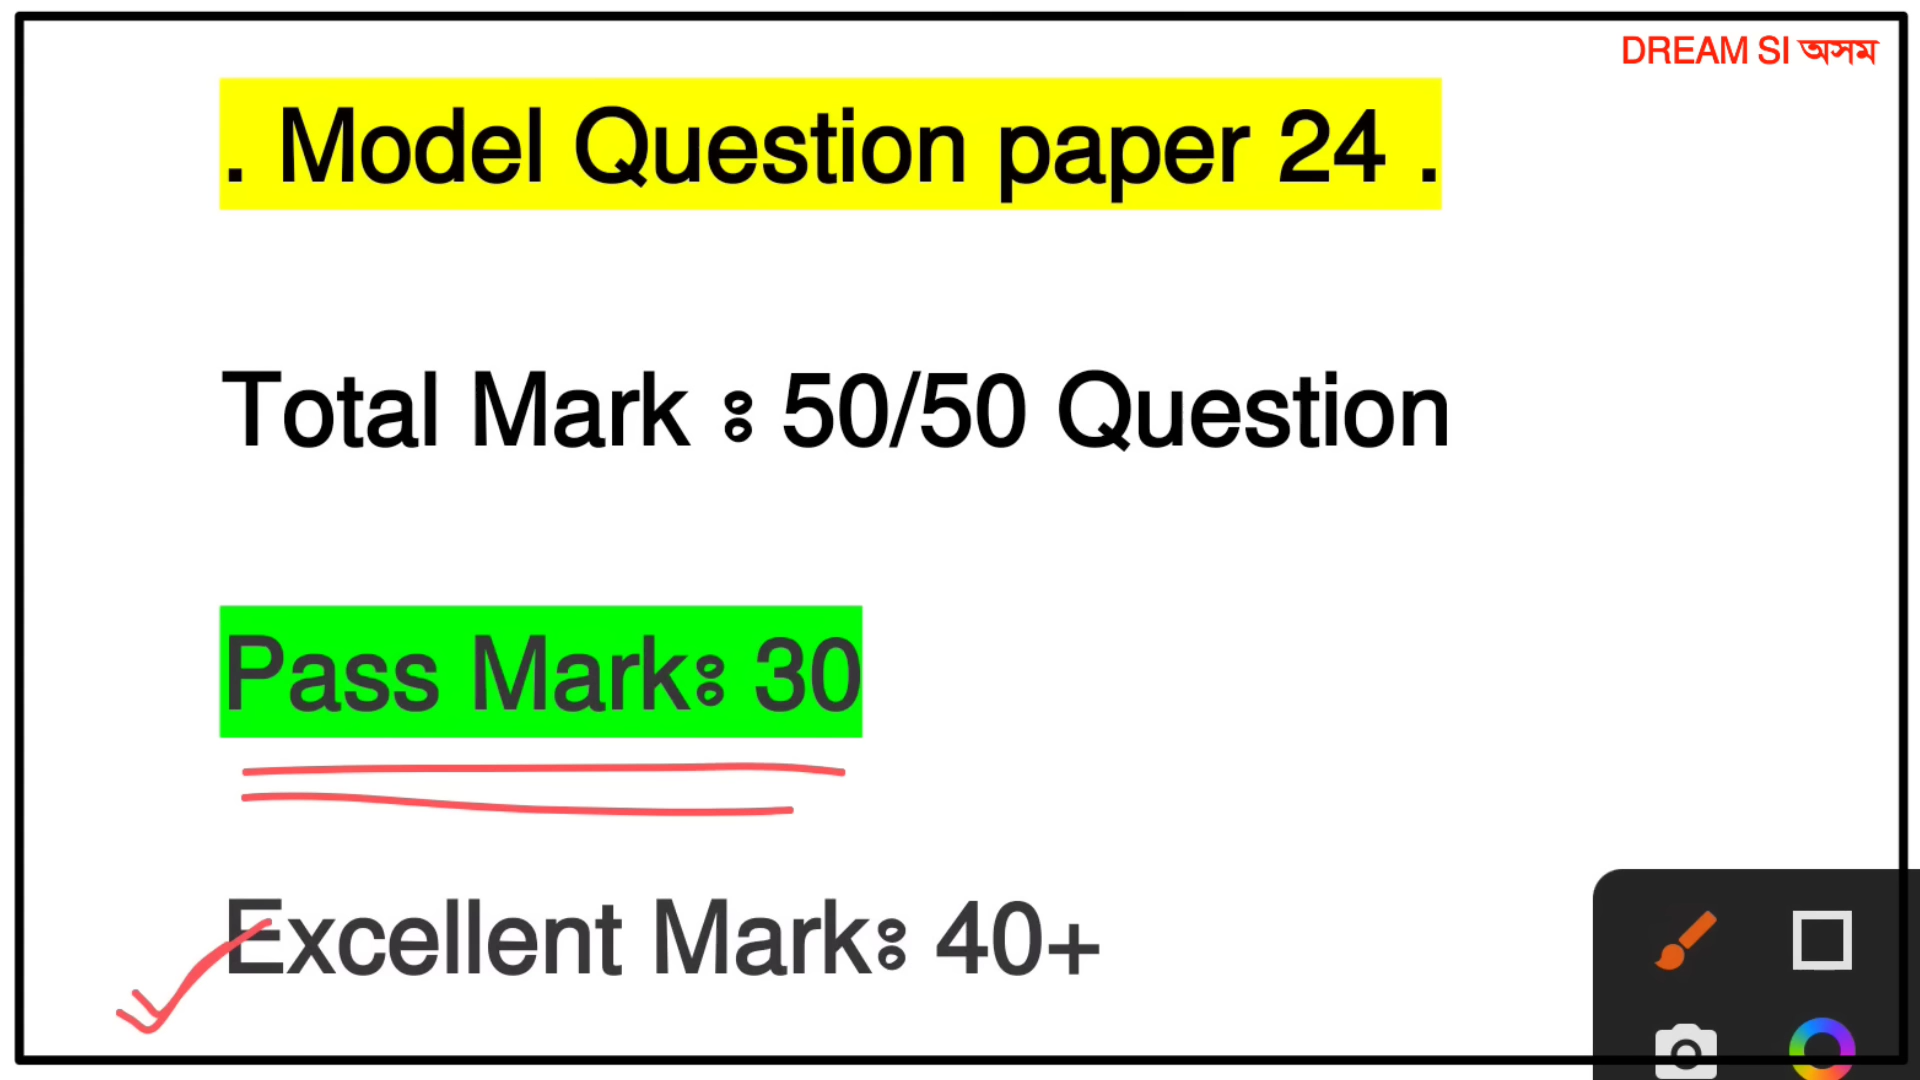 DREAM SI অসম
. Model Question paper 24 .
Total Mark ঃ 50/50 Question
Pass Markঃ 30
Excellent Markঃ 40+